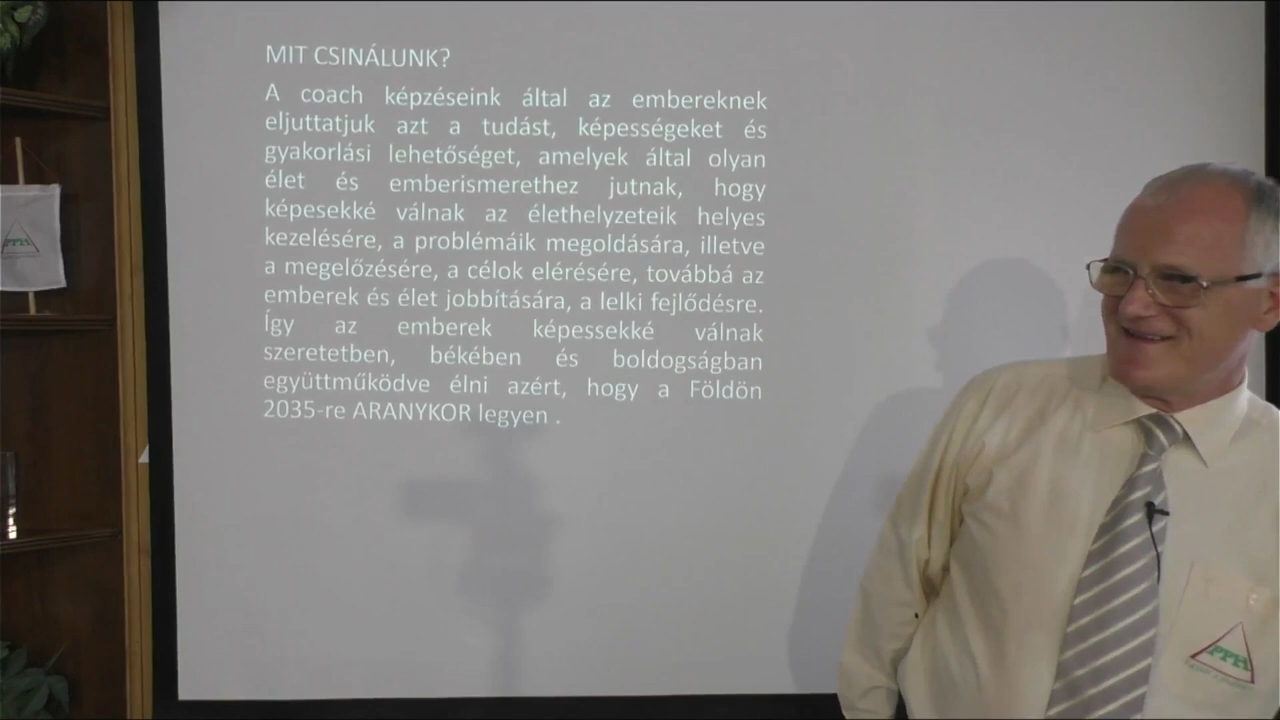 MIT CSINÁLUNK?
A coach képzéseink által az embereknek
eljuttatjuk azt a tudást, képességeket és
gyakorlási lehetőséget, amelyek által olyan
élet és emberismerethez jutnak, hogy
képesekké válnak az élethelyzeteik helyes
kezelésére, a problémáik megoldására, illetve
a megelőzésére, a célok elérésére, továbbá az
emberek és élet jobbítására, a lelki fejlődésre.
Így az emberek képessekké válnak
szeretetben, békében és boldogságban
együttműködve élni azért, hogy a Földön
2035-re ARANYKOR legyen .
PPH
PPH